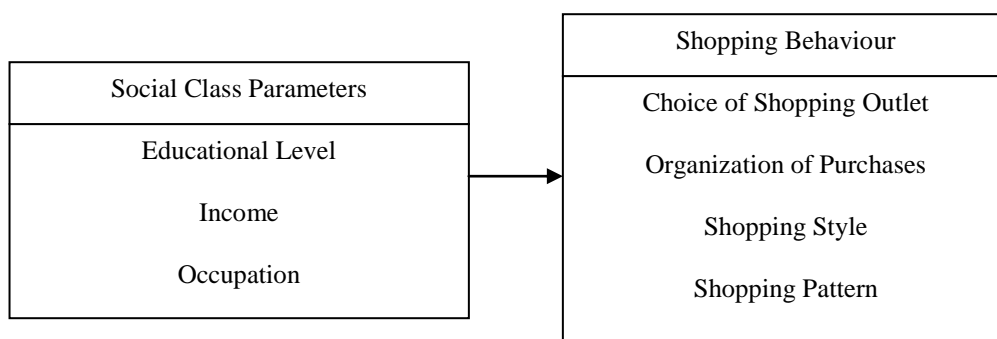 Social Class Parameters
Educational Level
Income
Occupation
Shopping Behaviour
Choice of Shopping Outlet
Organization of Purchases
Shopping Style
Shopping Pattern